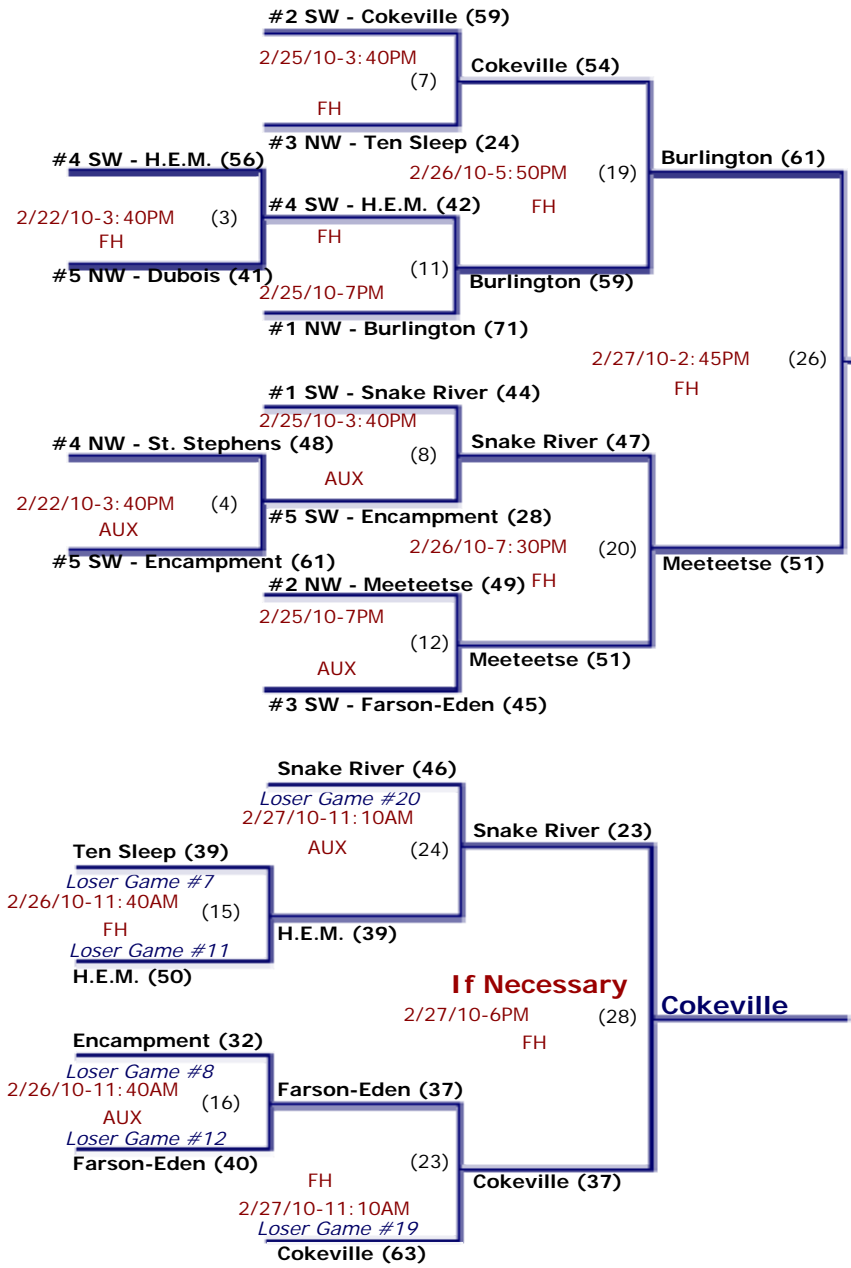 #2 SW - Cokeville (59)
2/25/10-3:40PM
Cokeville (54)
(7)
FH
#3 NW - Ten Sleep (24)
#4 SW - H.E.M. (56)
2/26/10-5:50PM
(19)
Burlington (61)
FH
2/22/10-3:40PM
(3)
FH
#4 SW - H.E.M. (42)
FH
#5 NW - Dubois (41)
(11)
2/25/10-7PM
Burlington (59)
#1 NW - Burlington (71)
2/27/10-2:45PM
(26)
FH
#1 SW - Snake River (44)
2/25/10-3:40PM
#4 NW - St. Stephens (48)
Snake River (47)
(8)
AUX
2/22/10-3:40PM
(4)
AUX
#5 SW - Encampment (28)
2/26/10-7:30PM
(20)
FH
#5 SW - Encampment (61)
Meeteetse (51)
#2 NW - Meeteetse (49)
2/25/10-7PM
(12)
AUX
Meeteetse (51)
#3 SW - Farson-Eden (45)
Snake River (46)
Loser Game #20
2/27/10-11:10AM
Snake River (23)
AUX
(24)
Ten Sleep (39)
Loser Game #7
2/26/10-11:40AM
(15)
FH
Loser Game #11
H.E.M. (39)
H.E.M. (50)
If Necessary
2/27/10-6PM
(28)
FH
Cokeville
Encampment (32)
Loser Game #8
2/26/10-11:40AM
(16)
AUX
Loser Game #12
Farson-Eden (37)
Farson-Eden (40)
(23)
FH
Cokeville (37)
2/27/10-11:10AM
Loser Game #19
Cokeville (63)